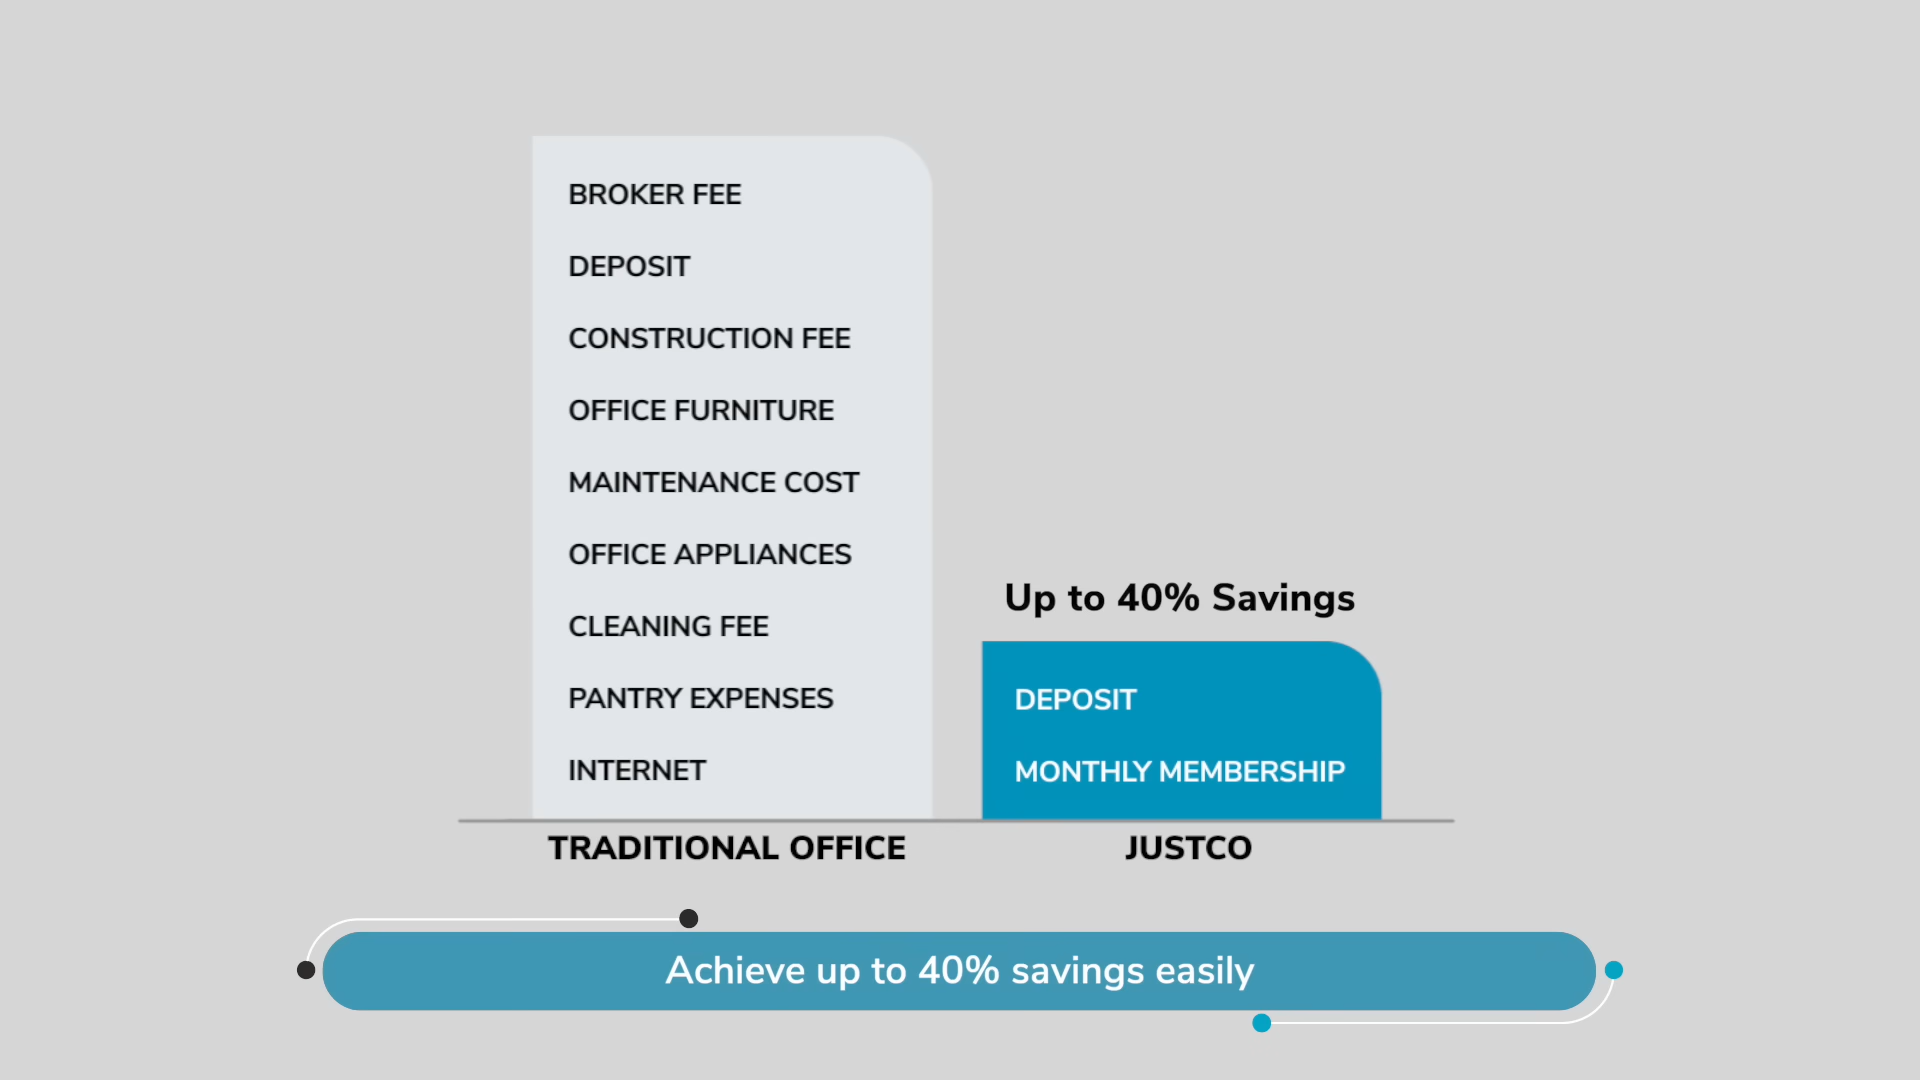 BROKER FEE
DEPOSIT
CONSTRUCTION FEE
OFFICE FURNITURE
MAINTENANCE COST
OFFICE APPLIANCES
CLEANING FEE
PANTRY EXPENSES
INTERNET
TRADITIONAL OFFICE
Up to 40% Savings
DEPOSIT
MONTHLY MEMBERSHIP
JUSTCO
Achieve up to 40% savings easily